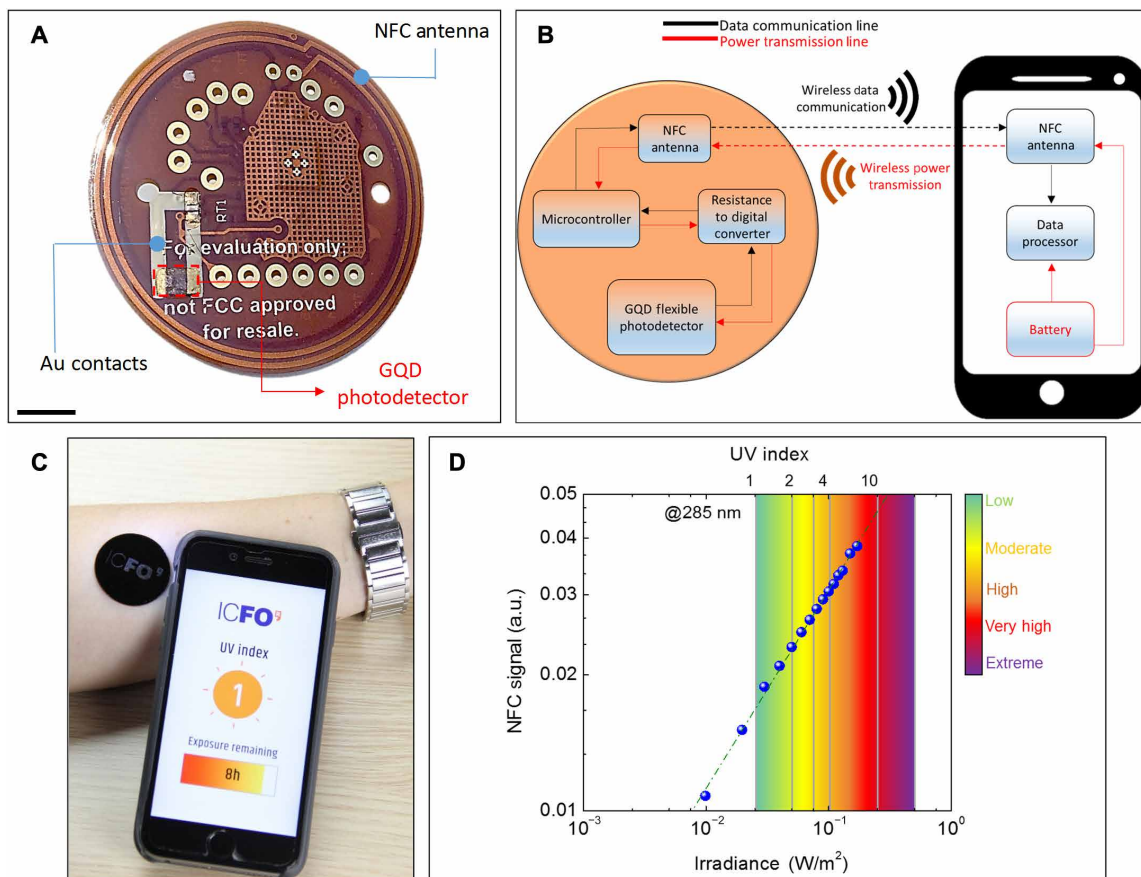 A
NFC antenna
RT1
For evaluation only;
not FCC approved
for resale.
Au contacts
GQD
photodetector
B
Data communication line
Power transmission line
Wireless data
communication
NFC
antenna
Wireless power
transmission
Microcontroller
Resistance
to digital
converter
GQD flexible
photodetector
NFC
antenna
Data
processor
Battery
C
ICFO
ICFO
UV index
1
Exposure remaining
8h
D
UV index
1 2 4 10
@285 nm
0.05
0.04
0.03
0.02
0.01
NFC signal (a.u.)
10⁻³ 10⁻² 10⁻¹ 10⁰
Irradiance (W/m²)
Low
Moderate
High
Very high
Extreme